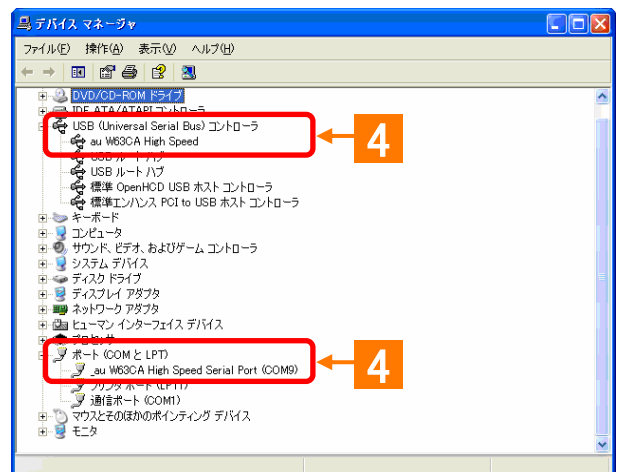 デバイス マネージャ
ファイル(F) 操作(A) 表示(V) ヘルプ(H)
DVD/CD-ROM ドライブ
IDE ATA/ATAPI コントローラ
USB (Universal Serial Bus) コントローラ
au W63CA High Speed
4
USB ルート ハブ
USB ルート ハブ
標準 OpenHCD USB ホスト コントローラ
標準エンハンス PCI to USB ホスト コントローラ
キーボード
コンピュータ
サウンド、ビデオ、およびゲーム コントローラ
システム デバイス
ディスク ドライブ
ディスプレイ アダプタ
ネットワーク アダプタ
ヒューマン インターフェイス デバイス
プロセッサ
ポート (COM と LPT)
_au W63CA High Speed Serial Port (COM9)
4
プリンタ ポート (LPT1)
通信ポート (COM1)
マウスとそのほかのポインティング デバイス
モニタ